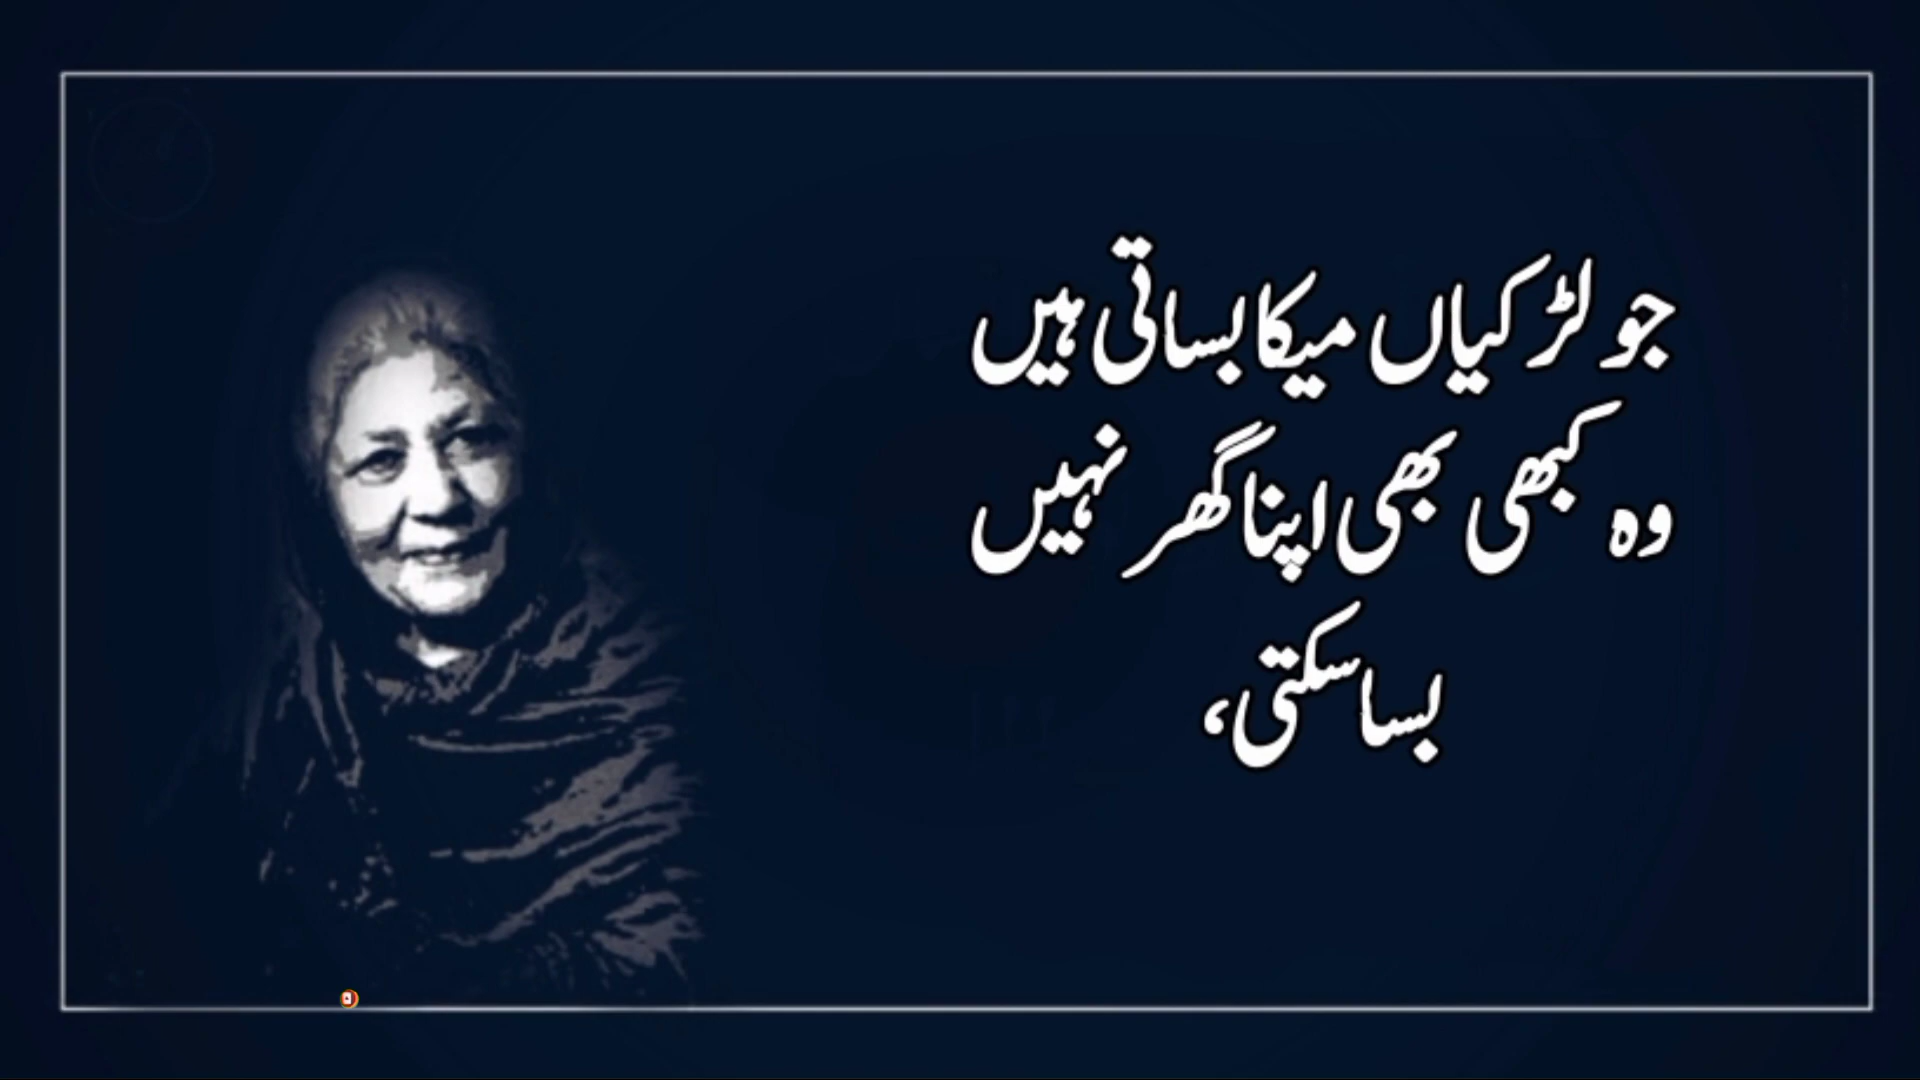 جو لڑکیاں میکا بساتی ہیں
وہ کبھی بھی اپنا گھر نہیں
بسا سکتی،